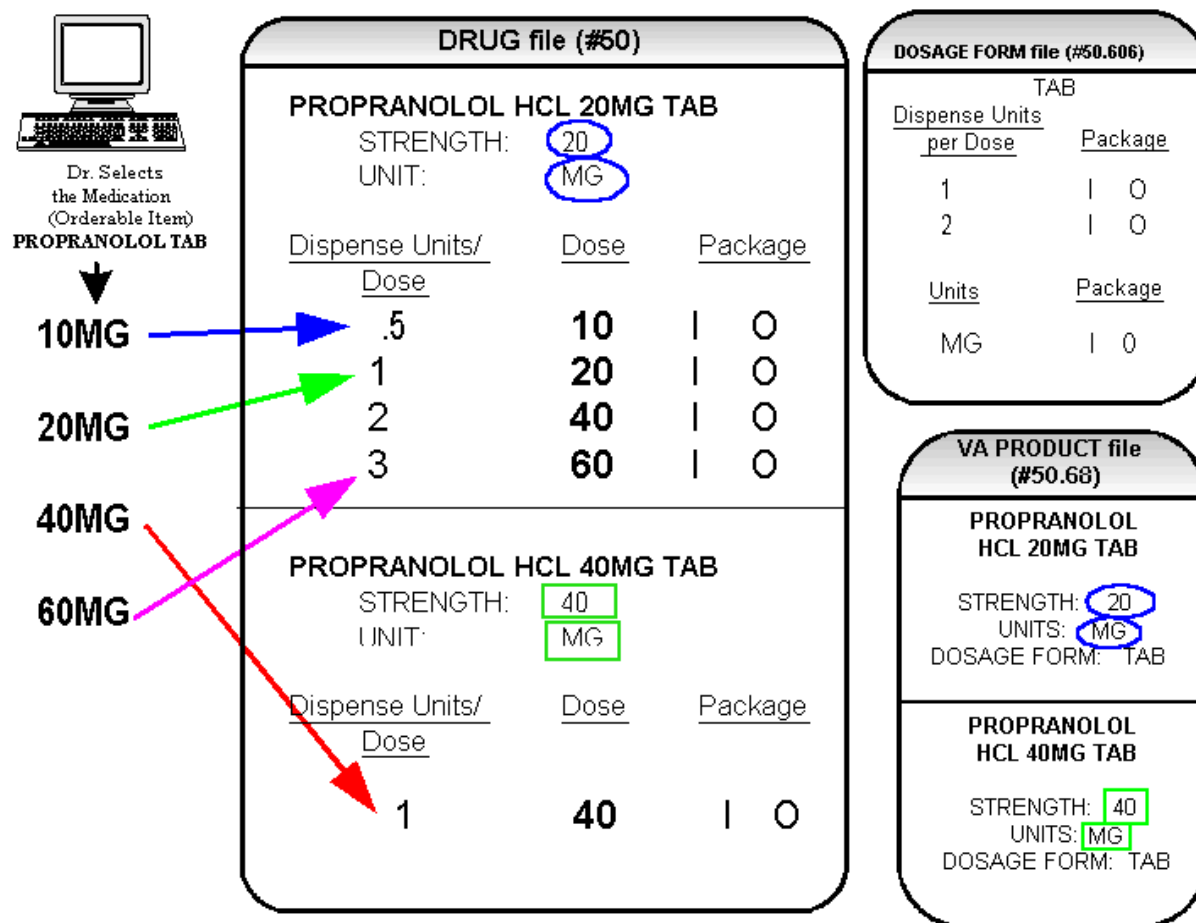 Dr. Selects
the Medication
(Orderable Item)
PROPRANOLOL TAB
10MG
20MG
40MG
60MG
DRUG file (#50)
PROPRANOLOL HCL 20MG TAB
STRENGTH: 20
UNIT: MG
Dispense Units/ Dose Package
Dose
.5 10 I O
1 20 I O
2 40 I O
3 60 I O
PROPRANOLOL HCL 40MG TAB
STRENGTH: 40
UNIT: MG
Dispense Units/ Dose Package
Dose
1 40 I O
DOSAGE FORM file (#50.606)
TAB
Dispense Units
per Dose Package
1 I O
2 I O
Units Package
MG I 0
VA PRODUCT file
(#50.68)
PROPRANOLOL
HCL 20MG TAB
STRENGTH: 20
UNITS: MG
DOSAGE FORM: TAB
PROPRANOLOL
HCL 40MG TAB
STRENGTH: 40
UNITS: MG
DOSAGE FORM: TAB